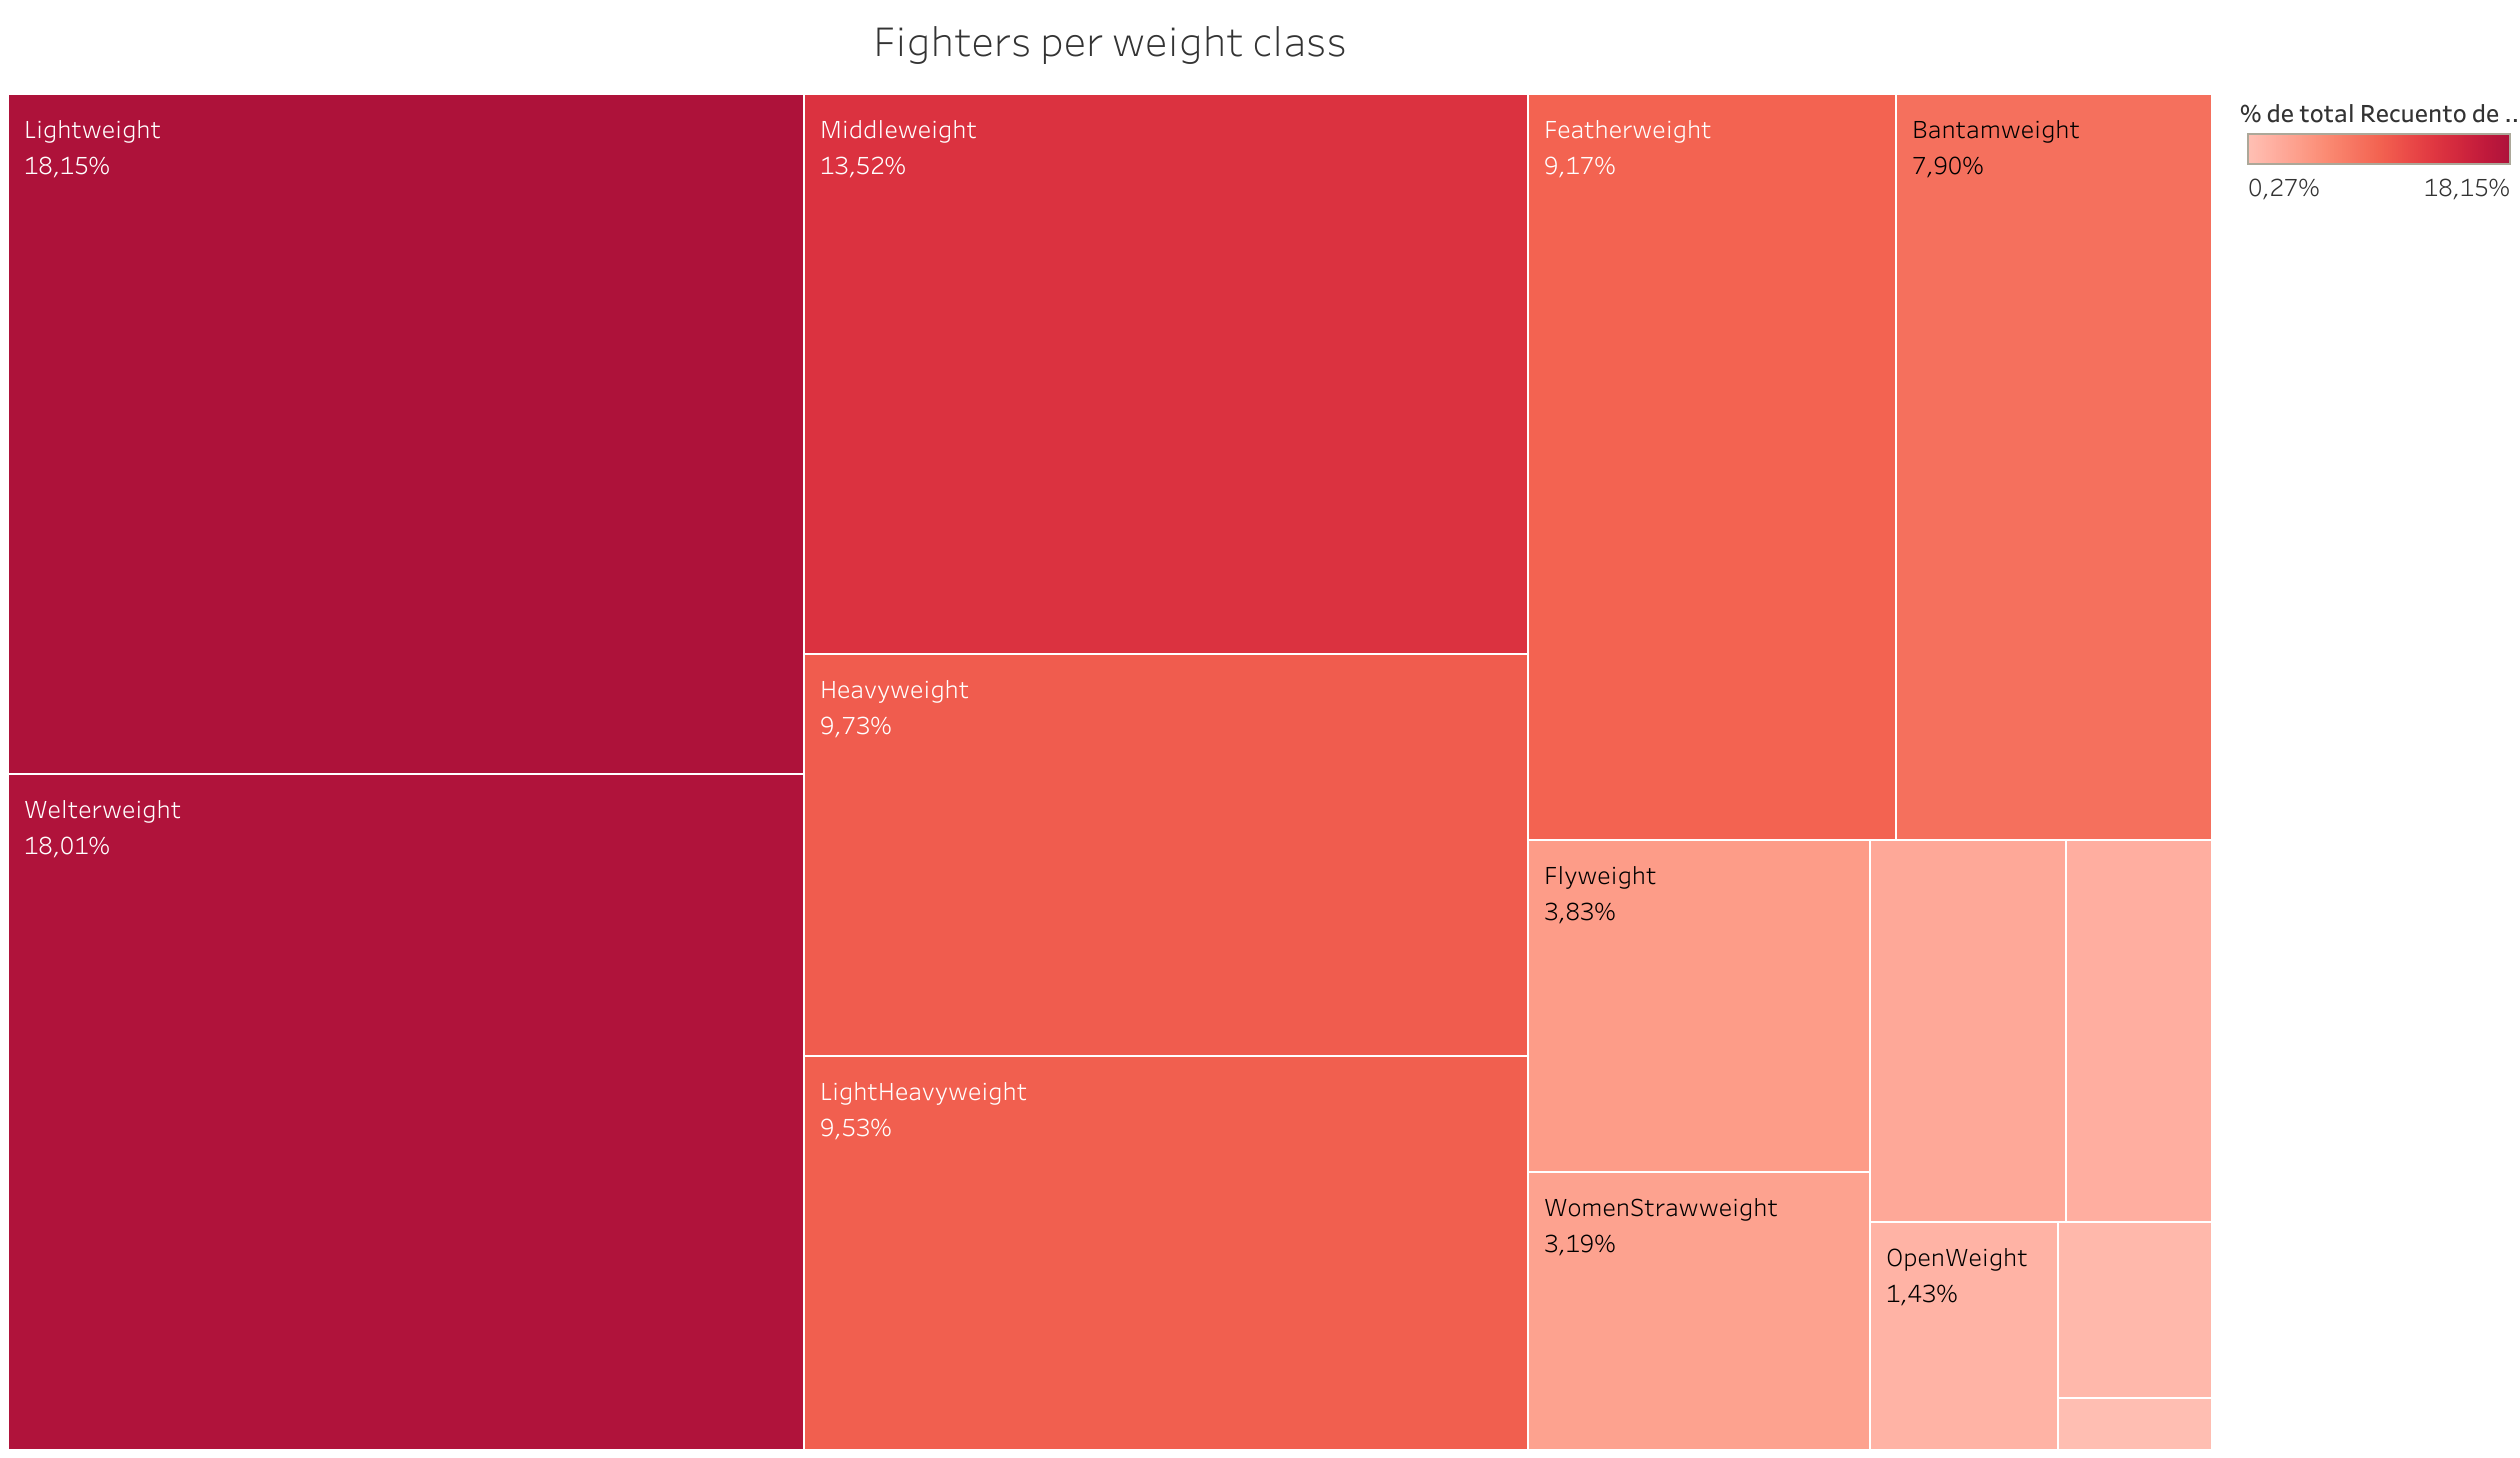 Fighters per weight class
Lightweight
18,15%
Welterweight
18,01%
Middleweight
13,52%
Heavyweight
9,73%
LightHeavyweight
9,53%
Featherweight
9,17%
Bantamweight
7,90%
Flyweight
3,83%
WomenStrawweight
3,19%
OpenWeight
1,43%
% de total Recuento de ..
0,27% 18,15%